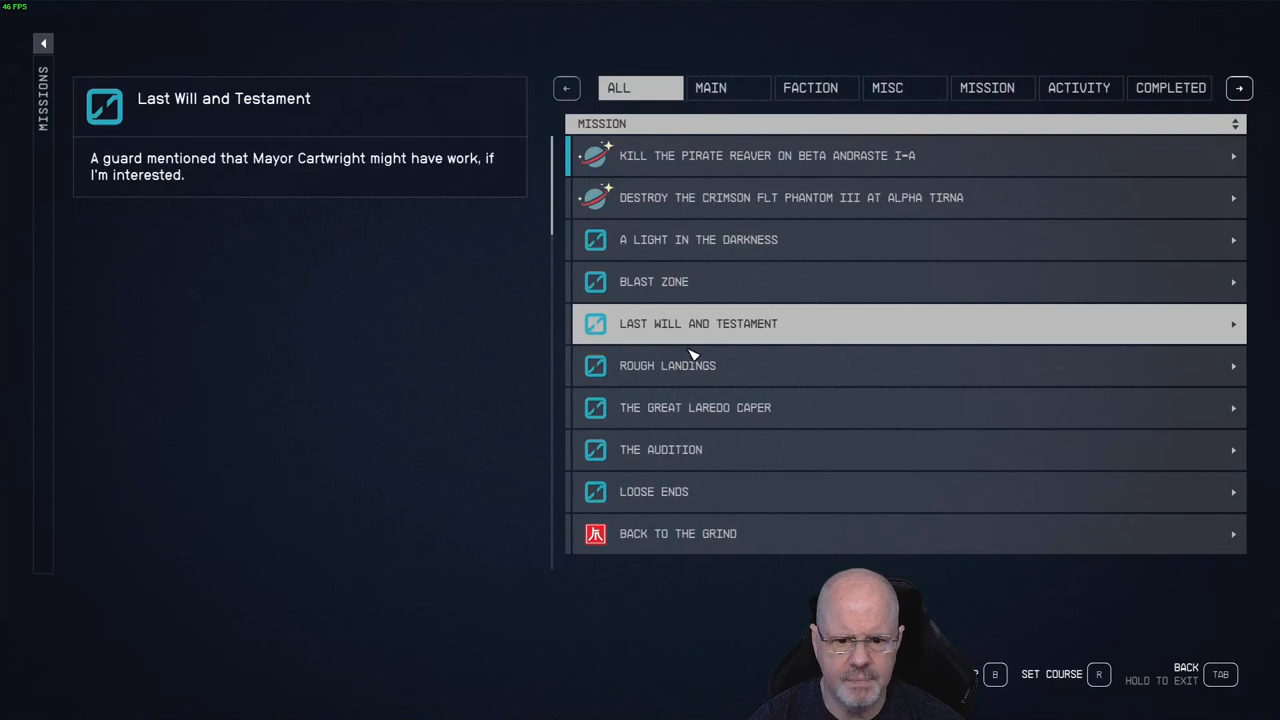 46 FPS
MISSIONS
Last Will and Testament
A guard mentioned that Mayor Cartwright might have work, if
I'm interested.
ALL MAIN FACTION MISC MISSION ACTIVITY COMPLETED
MISSION
KILL THE PIRATE REAVER ON BETA ANDRASTE I-A
DESTROY THE CRIMSON FLT PHANTOM III AT ALPHA TIRNA
A LIGHT IN THE DARKNESS
BLAST ZONE
LAST WILL AND TESTAMENT
ROUGH LANDINGS
THE GREAT LAREDO CAPER
THE AUDITION
LOOSE ENDS
BACK TO THE GRIND
B SET COURSE R BACK TAB
HOLD TO EXIT